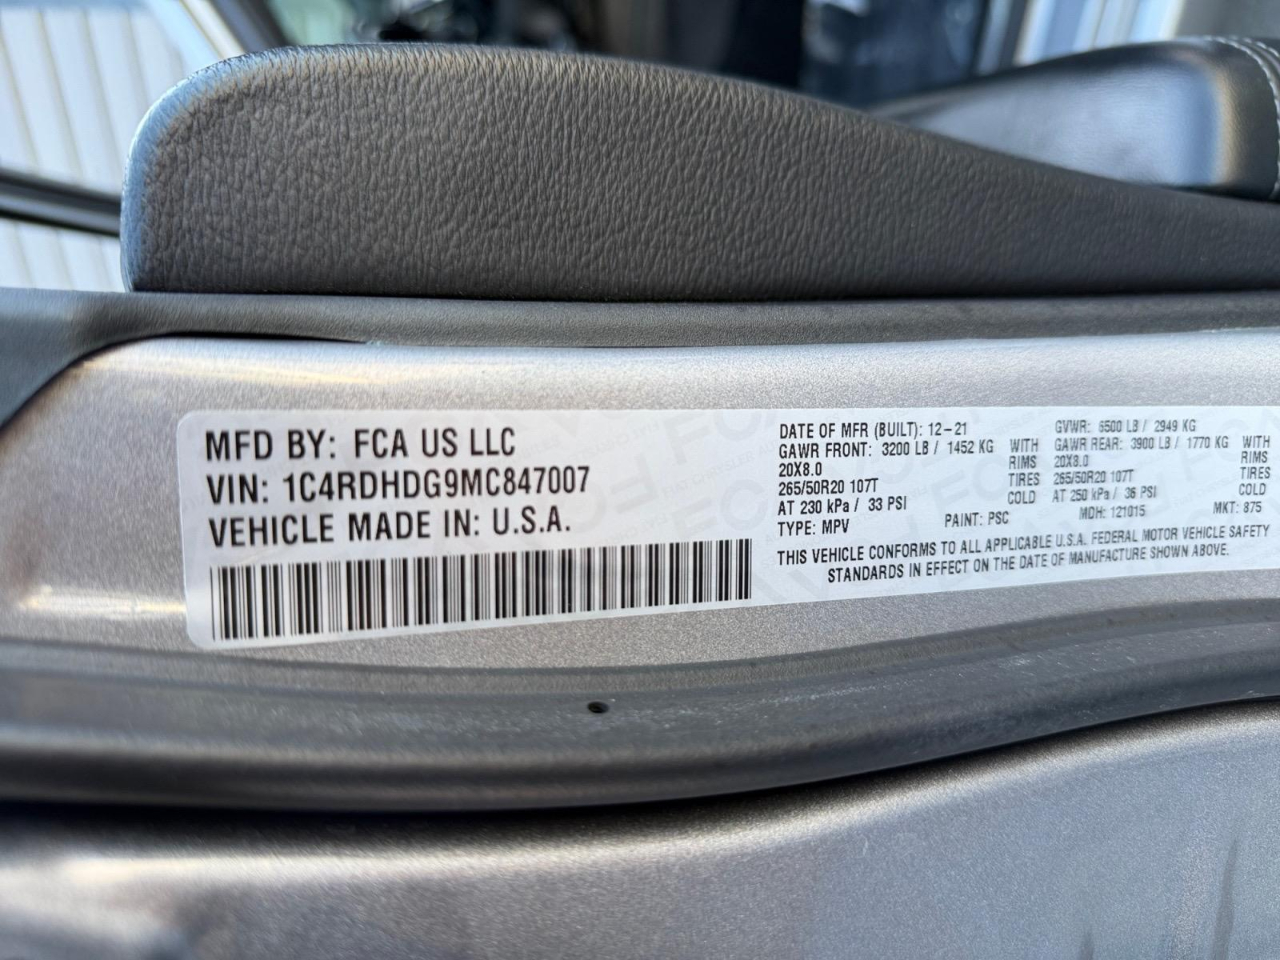 MFD BY: FCA US LLC
VIN: 1C4RDHDG9MC847007
VEHICLE MADE IN: U.S.A.
DATE OF MFR (BUILT): 12-21
GAWR FRONT: 3200 LB / 1452 KG WITH
20X8.0 RIMS
265/50R20 107T TIRES
AT 230 kPa / 33 PSI COLD
TYPE: MPV PAINT: PSC
GVWR: 6500 LB / 2949 KG
GAWR REAR: 3900 LB / 1770 KG WITH
20X8.0 RIMS
265/50R20 107T TIRES
AT 250 kPa / 36 PSI COLD
MDH: 121015 MKT: 875
THIS VEHICLE CONFORMS TO ALL APPLICABLE U.S.A. FEDERAL MOTOR VEHICLE SAFETY
STANDARDS IN EFFECT ON THE DATE OF MANUFACTURE SHOWN ABOVE.